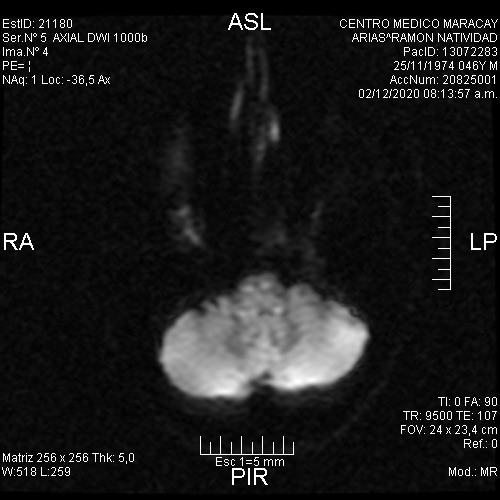 EstID: 21180
Ser.Nº 5 AXIAL DWI 1000b
Ima.Nº 4
PE= ¦
NAq: 1 Loc: -36,5 Ax
ASL
CENTRO MEDICO MARACAY
ARIAS^RAMON NATIVIDAD
PacID: 13072283
25/11/1974 046Y M
AccNum: 20825001
02/12/2020 08:13:57 a.m.
RA
LP
TI: 0 FA: 90
TR: 9500 TE: 107
FOV: 24 x 23,4 cm
Ref.: 0
Matriz 256 x 256 Thk: 5,0
W:518 L:259
Esc 1=5 mm
PIR
Mod.: MR